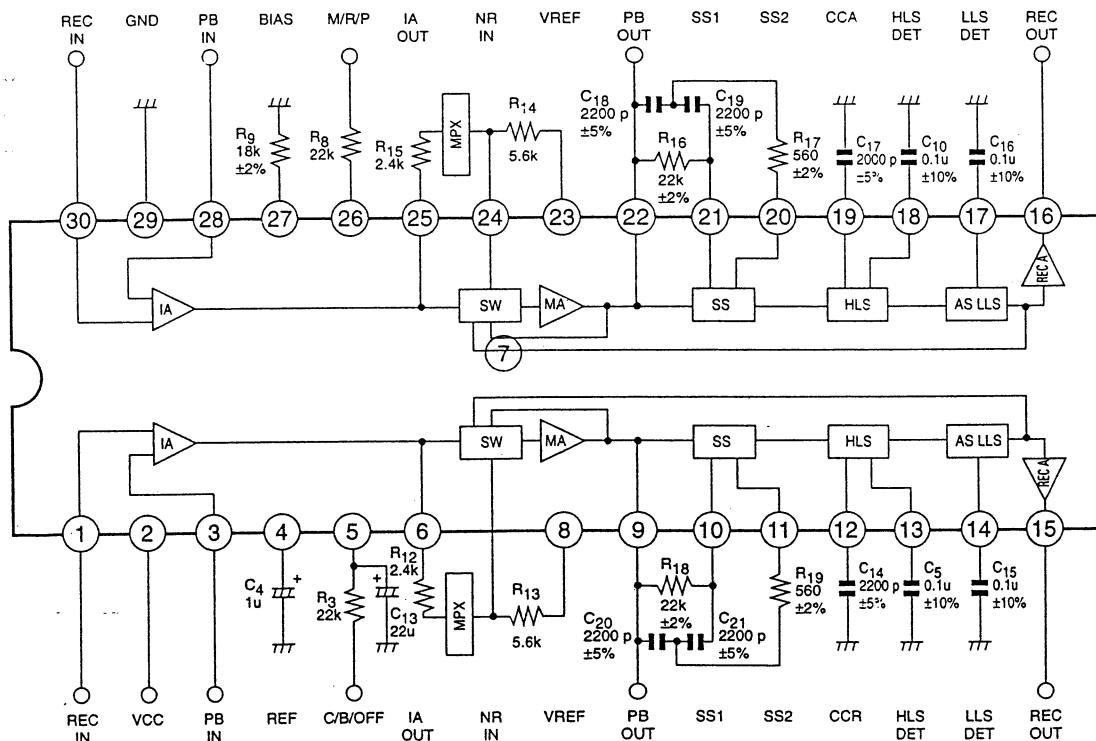 REC IN
GND
PB IN
BIAS
M/R/P
IA OUT
NR IN
VREF
PB OUT
SS1
SS2
CCA
HLS DET
LLS DET
REC OUT
R9 18k ±2%
R8 22k
R15 2.4k
MPX
R14
5.6k
C18 2200 p ±5%
C19 2200 p ±5%
R16
22k ±2%
R17 560 ±2%
C17 2000 p ±5%
C10 0.1u ±10%
C16 0.1u ±10%
30
29
28
27
26
25
24
23
22
21
20
19
18
17
16
IA
SW
MA
SS
HLS
AS LLS
REC A
7
IA
SW
MA
SS
HLS
AS LLS
REC A
1
2
3
4
5
6
8
9
10
11
12
13
14
15
C4 1u
+
R3 22k
+
C13 22u
R12 2.4k
MPX
R13
5.6k
C20 2200 p ±5%
R18
22k ±2%
C21 2200 p ±5%
R19 560 ±2%
C14 2200 p ±5%
C5 0.1u ±10%
C15 0.1u ±10%
REC IN
VCC
PB IN
REF
C/B/OFF
IA OUT
NR IN
VREF
PB OUT
SS1
SS2
CCR
HLS DET
LLS DET
REC OUT